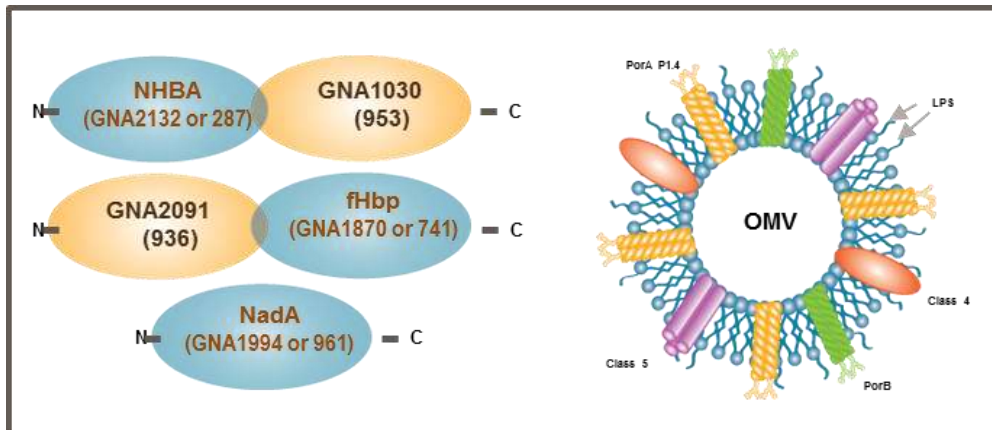 NHBA
(GNA2132 or 287)
GNA1030
(953)
N
C
GNA2091
(936)
fHbp
(GNA1870 or 741)
N
C
NadA
(GNA1994 or 961)
N
C
PorA P1.4
LPS
OMV
Class 4
Class 5
PorB